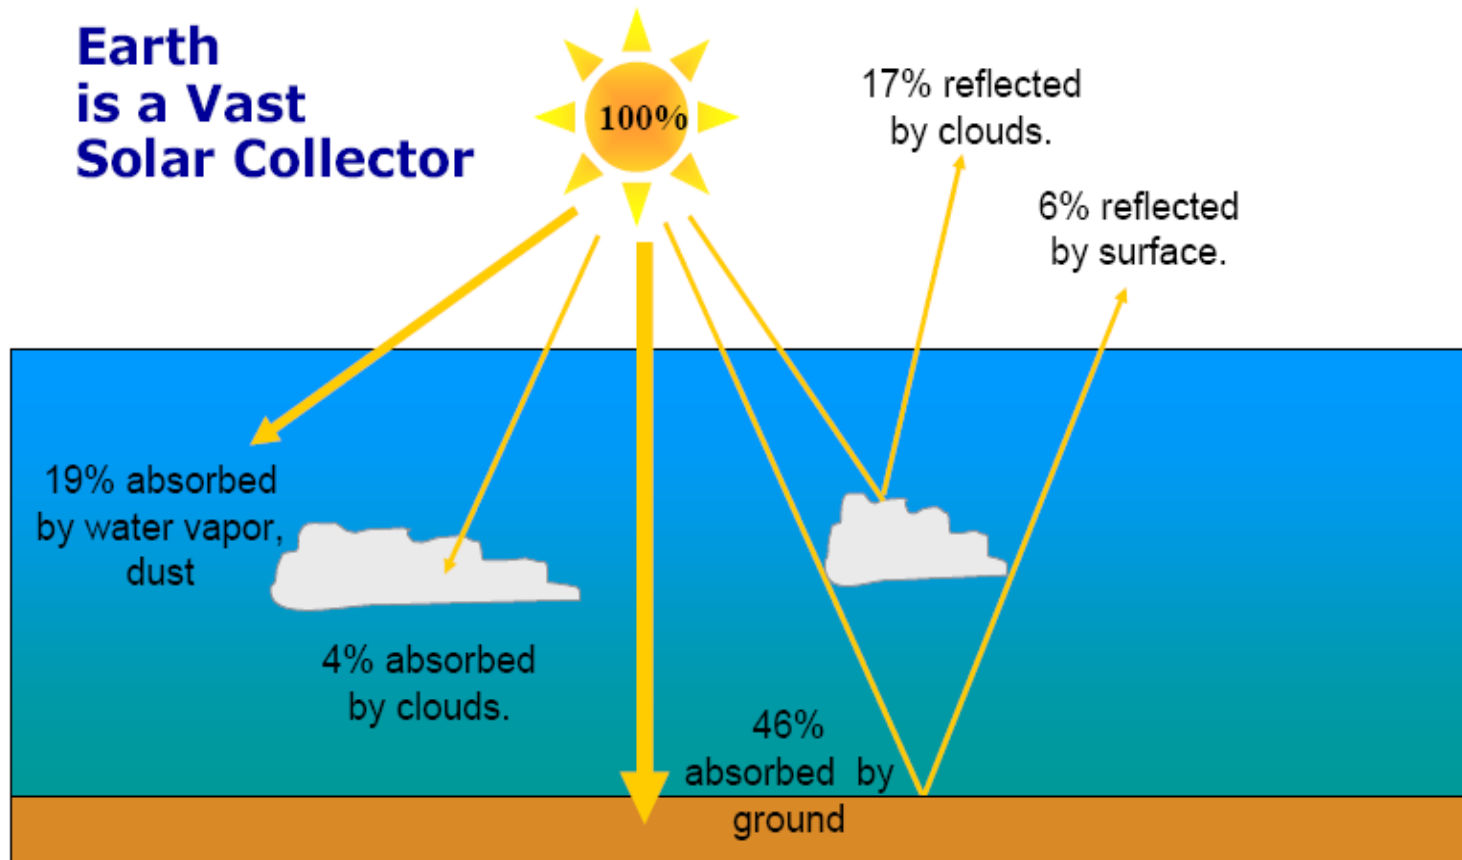 Earth
is a Vast
Solar Collector
100%
17% reflected
by clouds.
6% reflected
by surface.
19% absorbed
by water vapor,
dust
4% absorbed
by clouds.
46%
absorbed by
ground